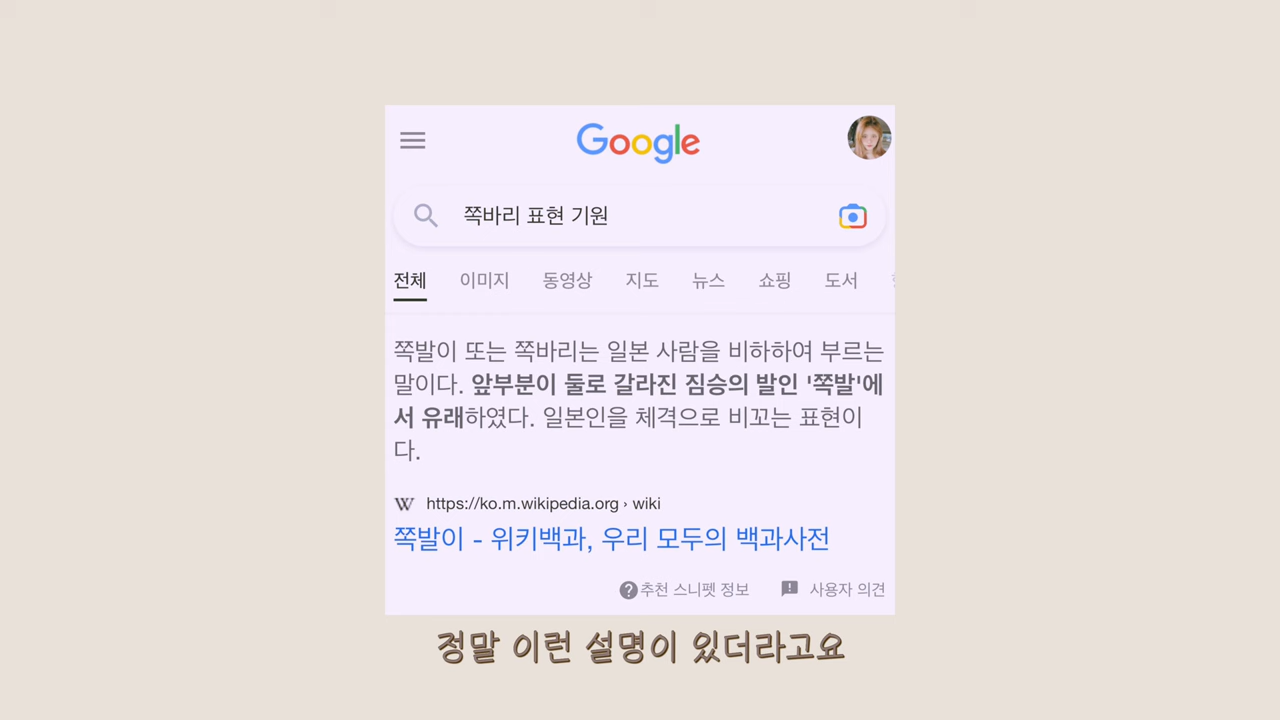 Google
쪽바리 표현 기원
전체 이미지 동영상 지도 뉴스 쇼핑 도서
쪽발이 또는 쪽바리는 일본 사람을 비하하여 부르는
말이다. 앞부분이 둘로 갈라진 짐승의 발인 '쪽발'에
서 유래하였다. 일본인을 체격으로 비꼬는 표현이
다.
W https://ko.m.wikipedia.org › wiki
쪽발이 - 위키백과, 우리 모두의 백과사전
추천 스니펫 정보 사용자 의견
정말 이런 설명이 있더라고요